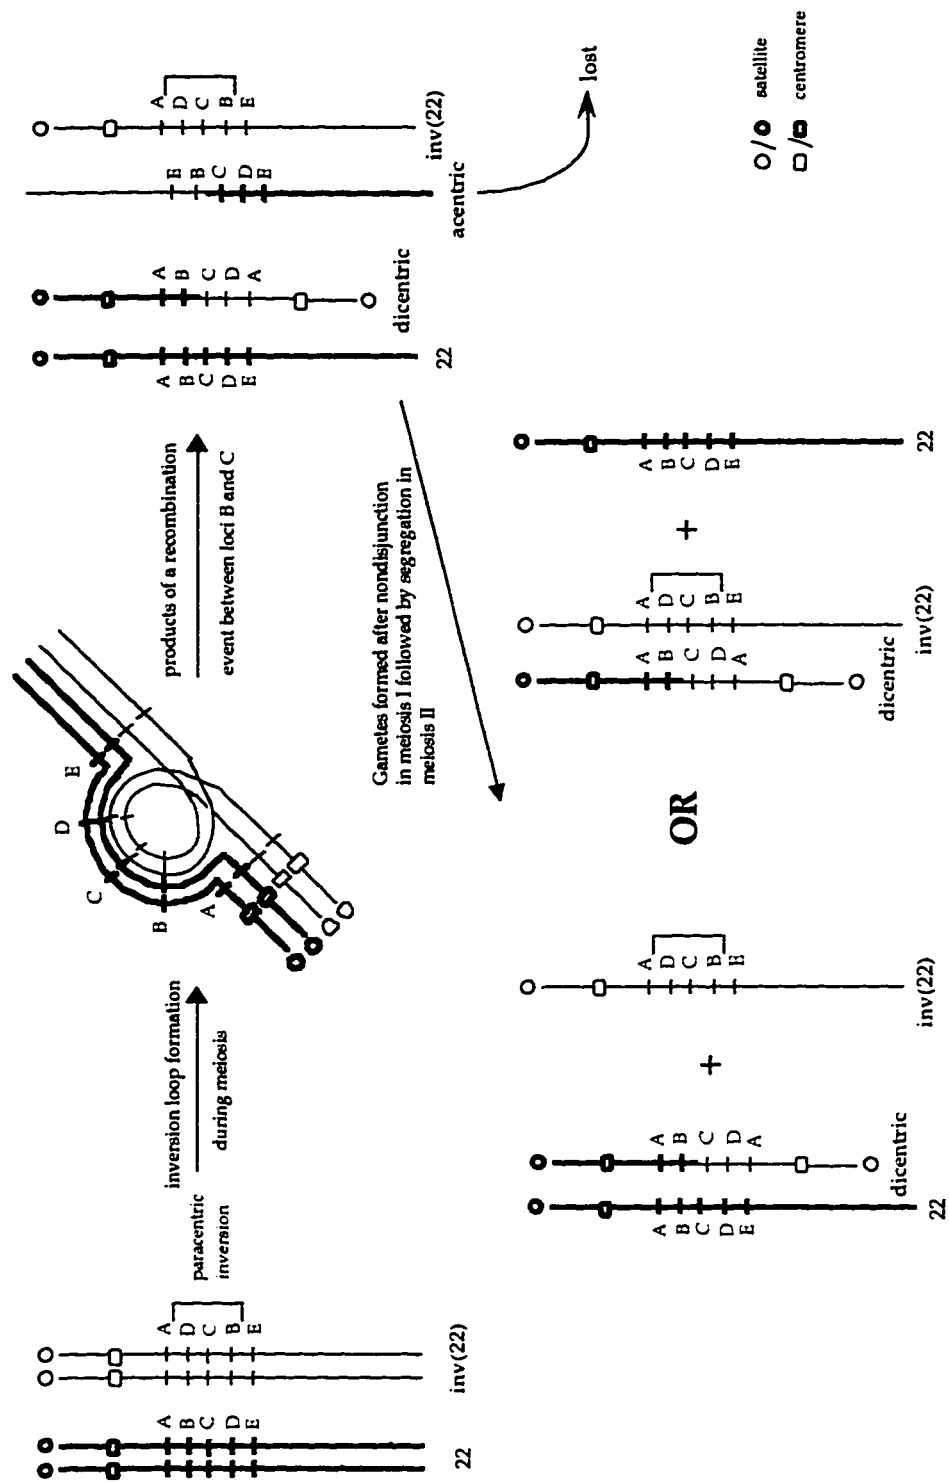 A
B
C
D
E
22
A
D
C
B
E
inv(22)
paracentric
inversion
inversion loop formation
during meiosis
A
B
C
D
E
products of a recombination
event between loci B and C
A
B
C
D
E
22
A
B
C
D
A
dicentric
E
B
C
D
E
acentric
A
D
C
B
E
inv(22)
lost
Gametes formed after nondisjunction
in meiosis I followed by segregation in
meiosis II
A
B
C
D
E
22
A
B
C
D
A
dicentric
+
A
D
C
B
E
inv(22)
OR
A
B
C
D
A
dicentric
A
D
C
B
E
inv(22)
+
A
B
C
D
E
22
/ satellite
/ centromere